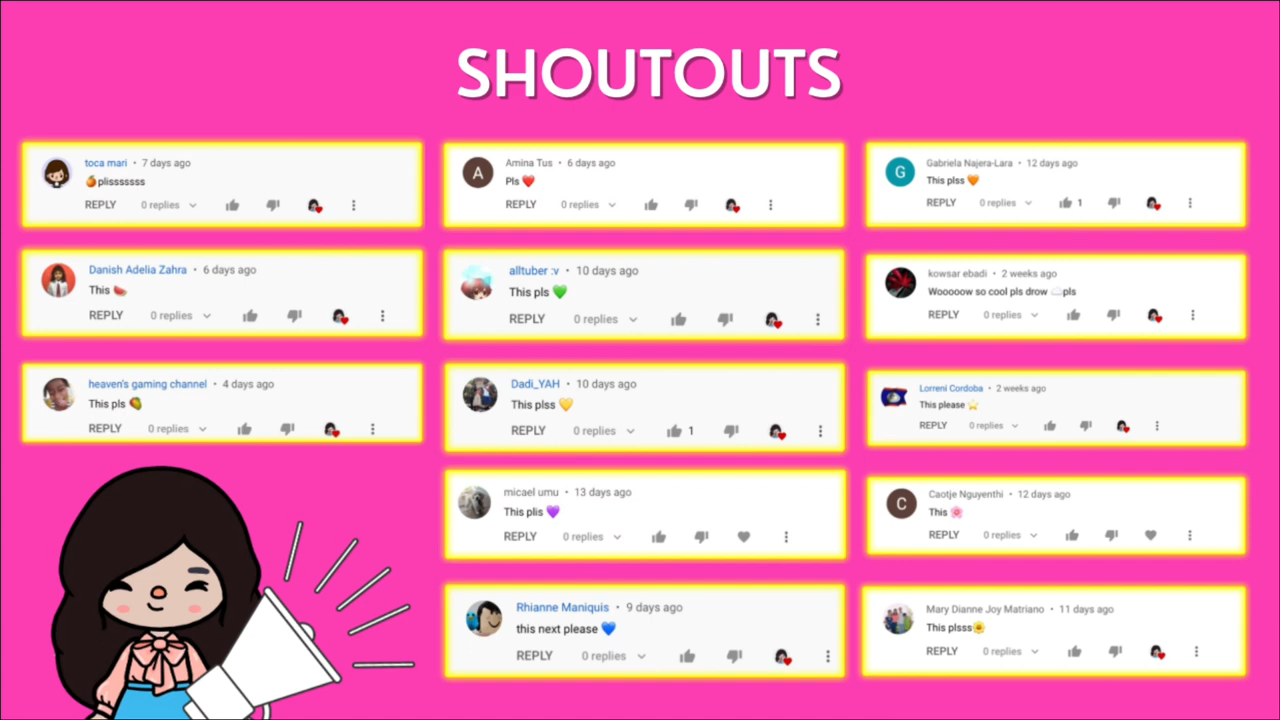 SHOUTOUTS
toca mari • 7 days ago
🍊plisssssss
REPLY 0 replies
Danish Adelia Zahra • 6 days ago
This 🍉
REPLY 0 replies
heaven's gaming channel • 4 days ago
This pls 🥭
REPLY 0 replies
A
Amina Tus • 6 days ago
Pls ❤️
REPLY 0 replies
alltuber :v • 10 days ago
This pls 💚
REPLY 0 replies
Dadi_YAH • 10 days ago
This plss 💛
REPLY 0 replies 1
micael umu • 13 days ago
This plis 💜
REPLY 0 replies
Rhianne Maniquis • 9 days ago
this next please 💙
REPLY 0 replies
G
Gabriela Najera-Lara • 12 days ago
This plss 🧡
REPLY 0 replies 1
kowsar ebadi • 2 weeks ago
Wooooow so cool pls drow ☁️pls
REPLY 0 replies
Lorreni Cordoba • 2 weeks ago
This please ⭐
REPLY 0 replies
C
Caotje Nguyenthi • 12 days ago
This 🌸
REPLY 0 replies
Mary Dianne Joy Matriano • 11 days ago
This plsss🌻
REPLY 0 replies